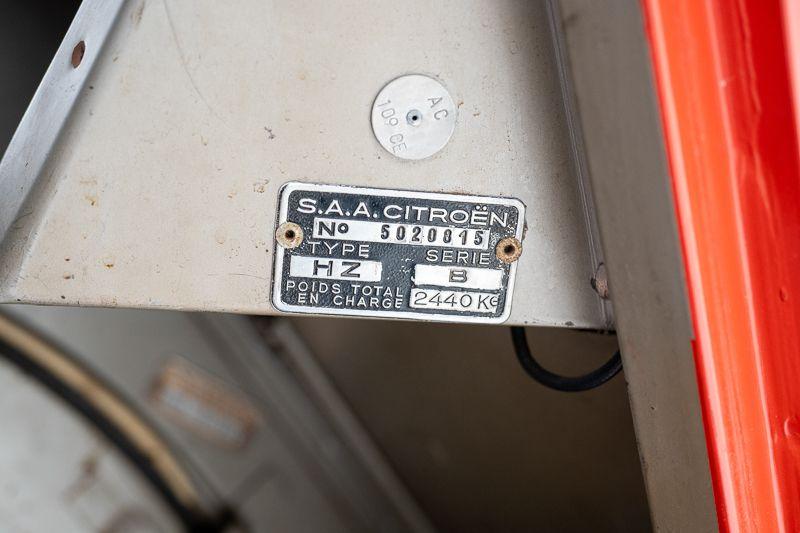 AC
109 CE
S.A.A. CITROËN
No 5020815
TYPE SERIE
HZ B
POIDS TOTAL
EN CHARGE 2440 KG